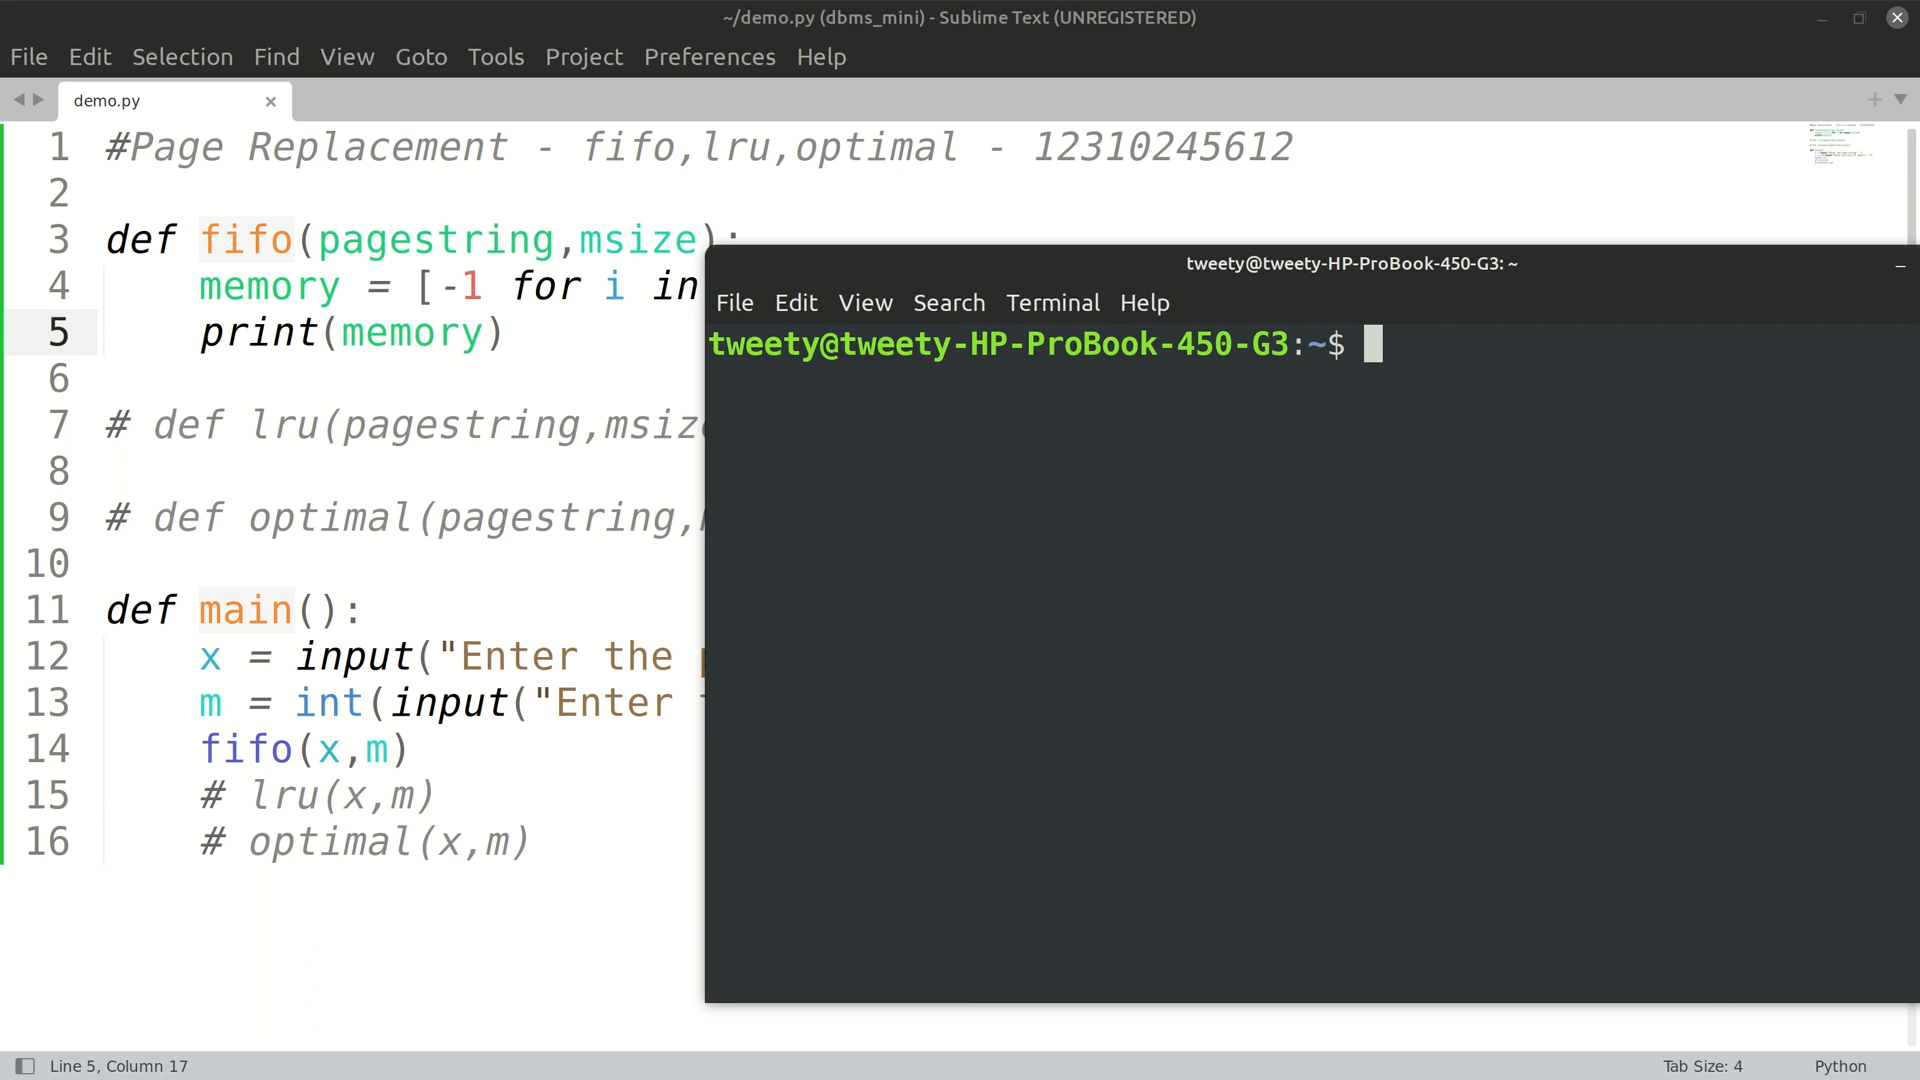 ~/demo.py (dbms_mini) - Sublime Text (UNREGISTERED)
File Edit Selection Find View Goto Tools Project Preferences Help
demo.py
1 #Page Replacement - fifo,lru,optimal - 12310245612
2
3 def fifo(pagestring,msize):
4 memory = [-1 for i in
5 print(memory)
6
7 # def lru(pagestring,msize
8
9 # def optimal(pagestring,
10
11 def main():
12 x = input("Enter the
13 m = int(input("Enter
14 fifo(x,m)
15 # lru(x,m)
16 # optimal(x,m)
tweety@tweety-HP-ProBook-450-G3: ~
File Edit View Search Terminal Help
tweety@tweety-HP-ProBook-450-G3:~$
Line 5, Column 17
Tab Size: 4
Python